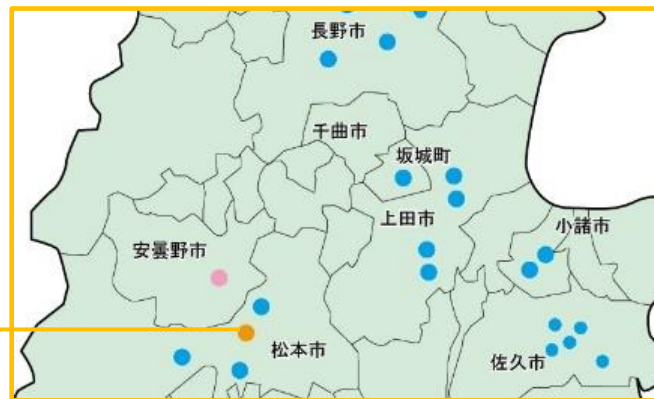 長野市
千曲市
坂城町
上田市
小諸市
安曇野市
松本市
佐久市